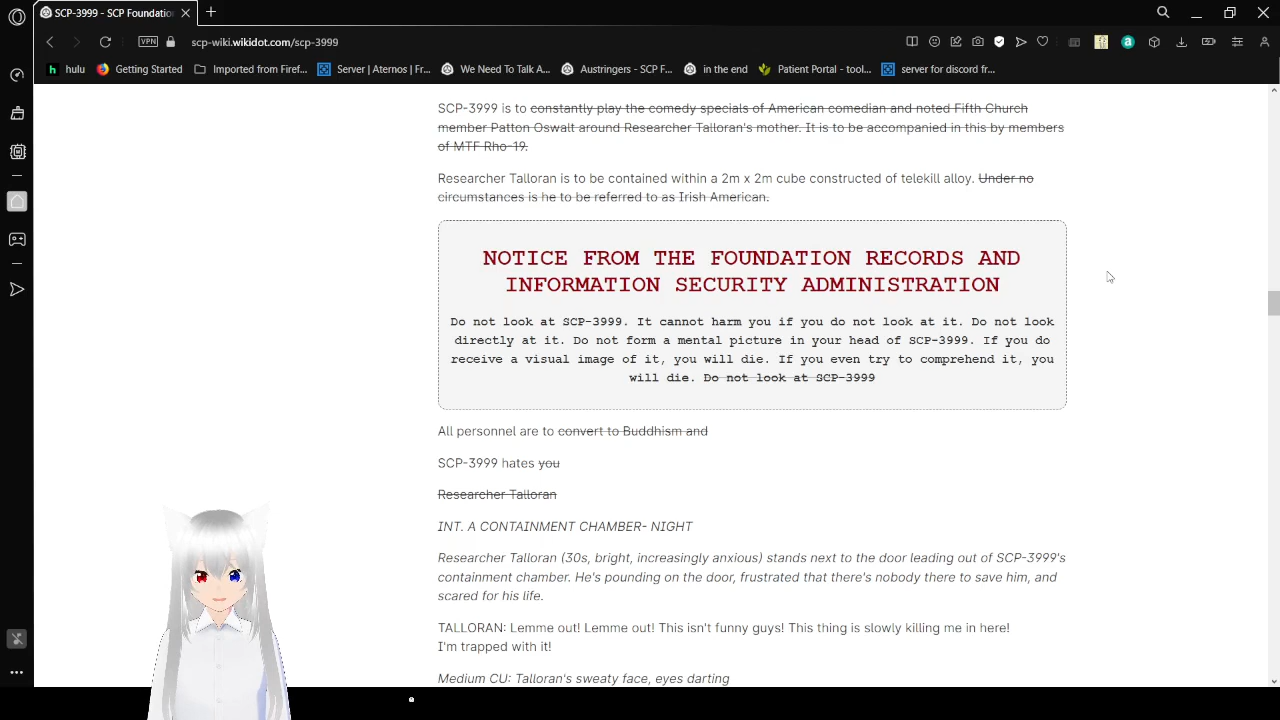 SCP-3999 - SCP Foundatio
scp-wiki.wikidot.com/scp-3999
VPN
hulu
Getting Started
Imported from Firef...
Server | Aternos | Fr...
We Need To Talk A...
Austringers - SCP F...
in the end
Patient Portal - tool...
server for discord fr...
SCP-3999 is to constantly play the comedy specials of American comedian and noted Fifth Church
member Patton Oswalt around Researcher Talloran's mother. It is to be accompanied in this by members
of MTF Rho-19.
Researcher Talloran is to be contained within a 2m x 2m cube constructed of telekill alloy. Under no
circumstances is he to be referred to as Irish American.
NOTICE FROM THE FOUNDATION RECORDS AND
INFORMATION SECURITY ADMINISTRATION
Do not look at SCP-3999. It cannot harm you if you do not look at it. Do not look
directly at it. Do not form a mental picture in your head of SCP-3999. If you do
receive a visual image of it, you will die. If you even try to comprehend it, you
will die. Do not look at SCP-3999
All personnel are to convert to Buddhism and
SCP-3999 hates you
Researcher Talloran
INT. A CONTAINMENT CHAMBER- NIGHT
Researcher Talloran (30s, bright, increasingly anxious) stands next to the door leading out of SCP-3999's
containment chamber. He's pounding on the door, frustrated that there's nobody there to save him, and
scared for his life.
TALLORAN: Lemme out! Lemme out! This isn't funny guys! This thing is slowly killing me in here!
I'm trapped with it!
Medium CU: Talloran's sweaty face, eyes darting